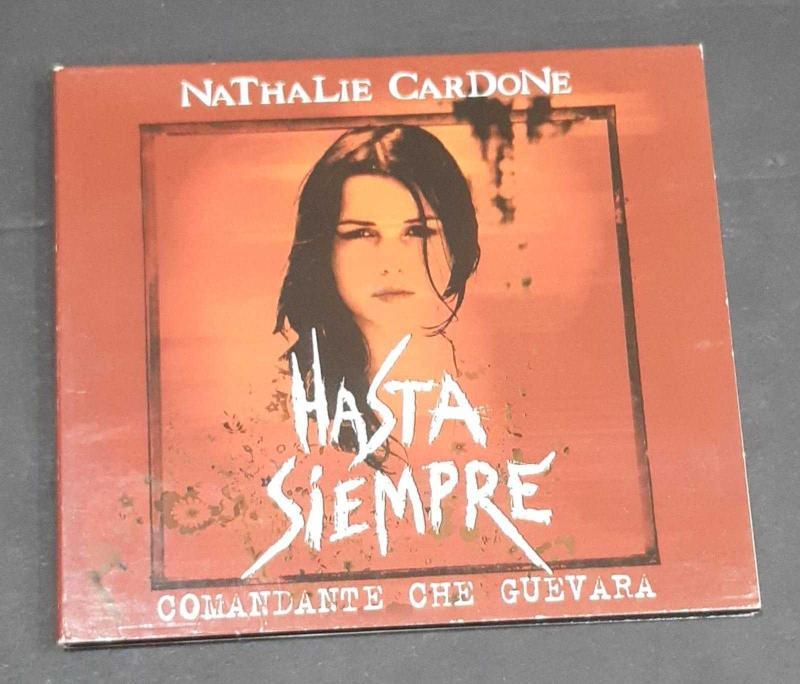 NaThaLie CarDoNe
HaSTA
SiEMPRE
COMANDANTE CHE GUEVARA